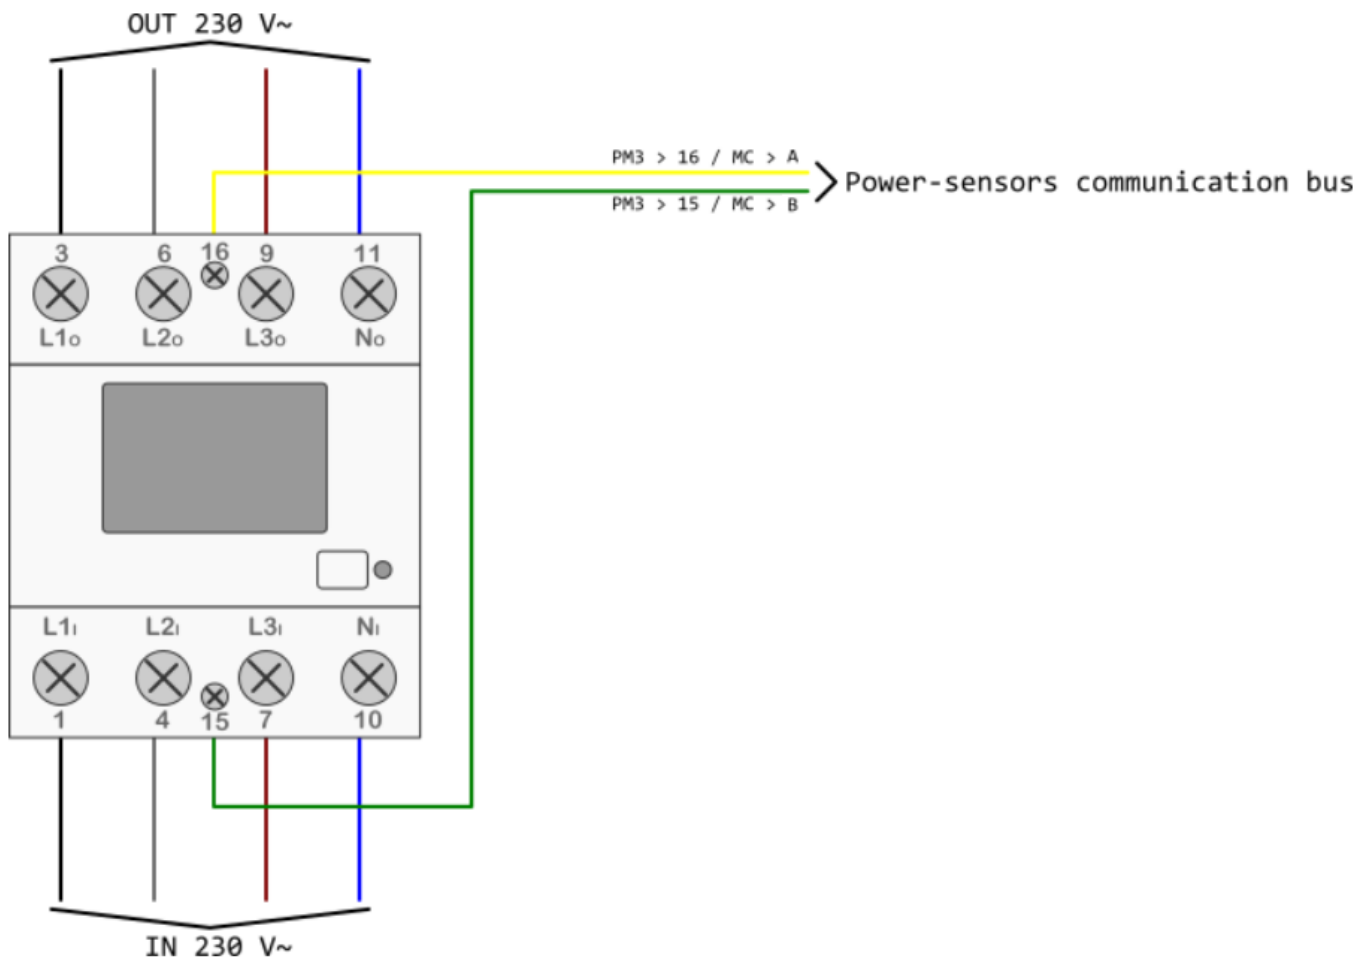 OUT 230 V~
PM3 > 16 / MC > A
Power-sensors communication bus
PM3 > 15 / MC > B
3 6 16 9 11
L1o L2o L3o No
L1I L2I L3I NI
1 4 15 7 10
IN 230 V~